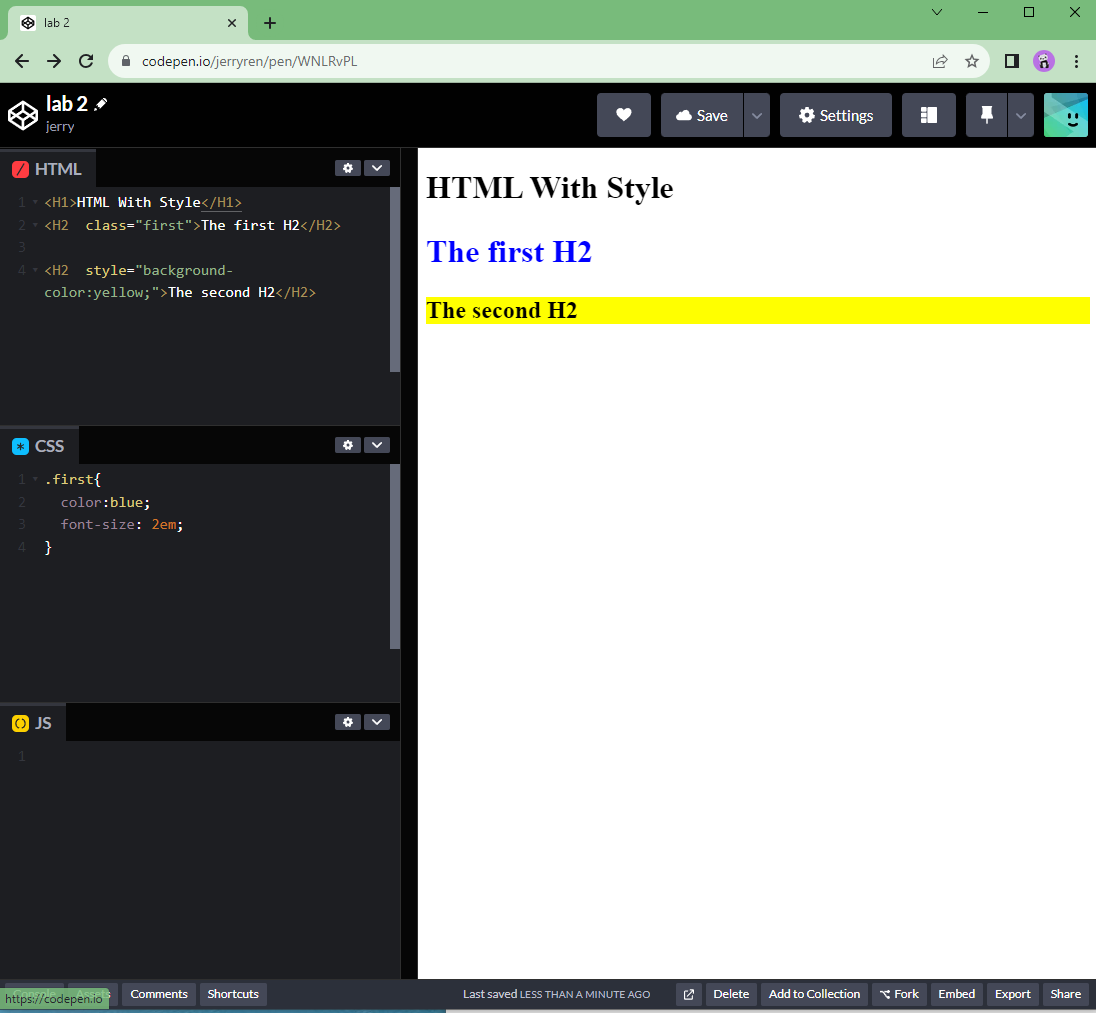 lab 2
codepen.io/jerryren/pen/WNLRvPL
lab 2
jerry
Save
Settings
HTML
1 <H1>HTML With Style</H1>
2 <H2  class="first">The first H2</H2>
3
4 <H2  style="background-
color:yellow;">The second H2</H2>
HTML With Style
The first H2
The second H2
CSS
1 .first{
2   color:blue;
3   font-size: 2em;
4 }
JS
1
Console Assets Comments Shortcuts
https://codepen.io
Last saved LESS THAN A MINUTE AGO
Delete Add to Collection Fork Embed Export Share